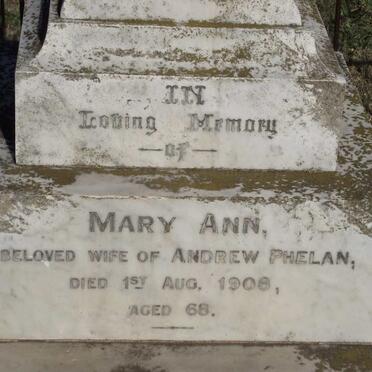 IN
Loving Memory
— of —
MARY ANN,
BELOVED WIFE OF ANDREW PHELAN,
DIED 1ST AUG. 1908,
AGED 68.